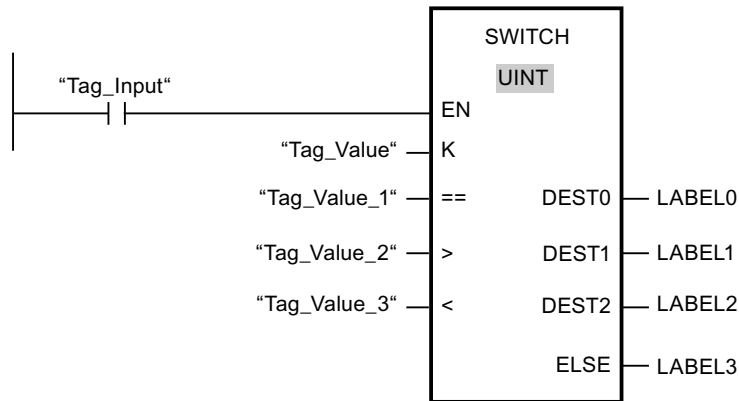 SWITCH
UINT
“Tag_Input“
EN
“Tag_Value“ K
“Tag_Value_1“ == DEST0 LABEL0
“Tag_Value_2“ > DEST1 LABEL1
“Tag_Value_3“ < DEST2 LABEL2
ELSE LABEL3